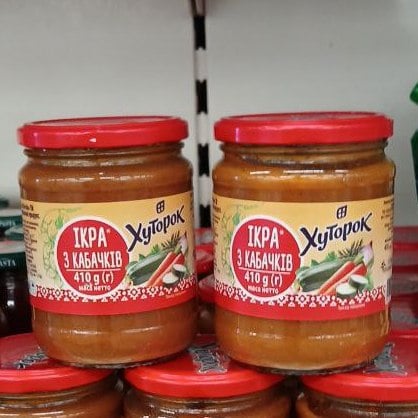 ІКРА*
З КАБАЧКІВ
410 g (г)
МАСА НЕТТО
Хуторок
ІКРА*
З КАБАЧКІВ
410 g (г)
МАСА НЕТТО
Хуторок